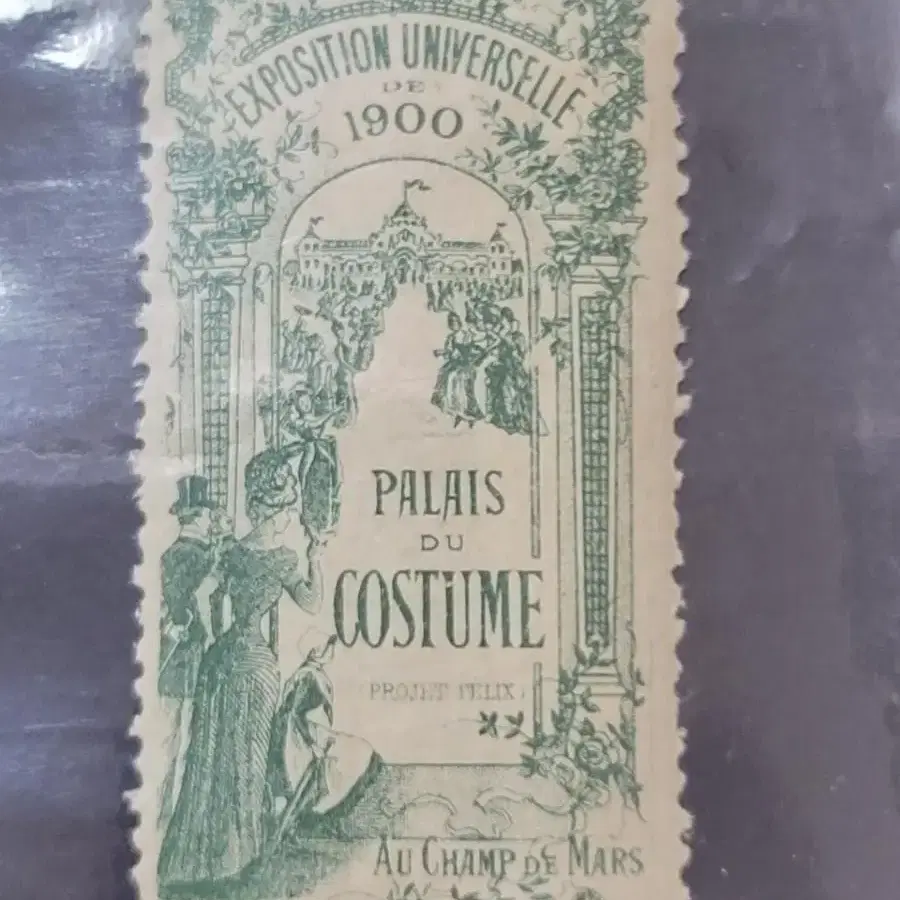 EXPOSITION UNIVERSELLE
DE
1900
PALAIS
DU
COSTUME
(PROJET FELIX)
AU CHAMP DE MARS